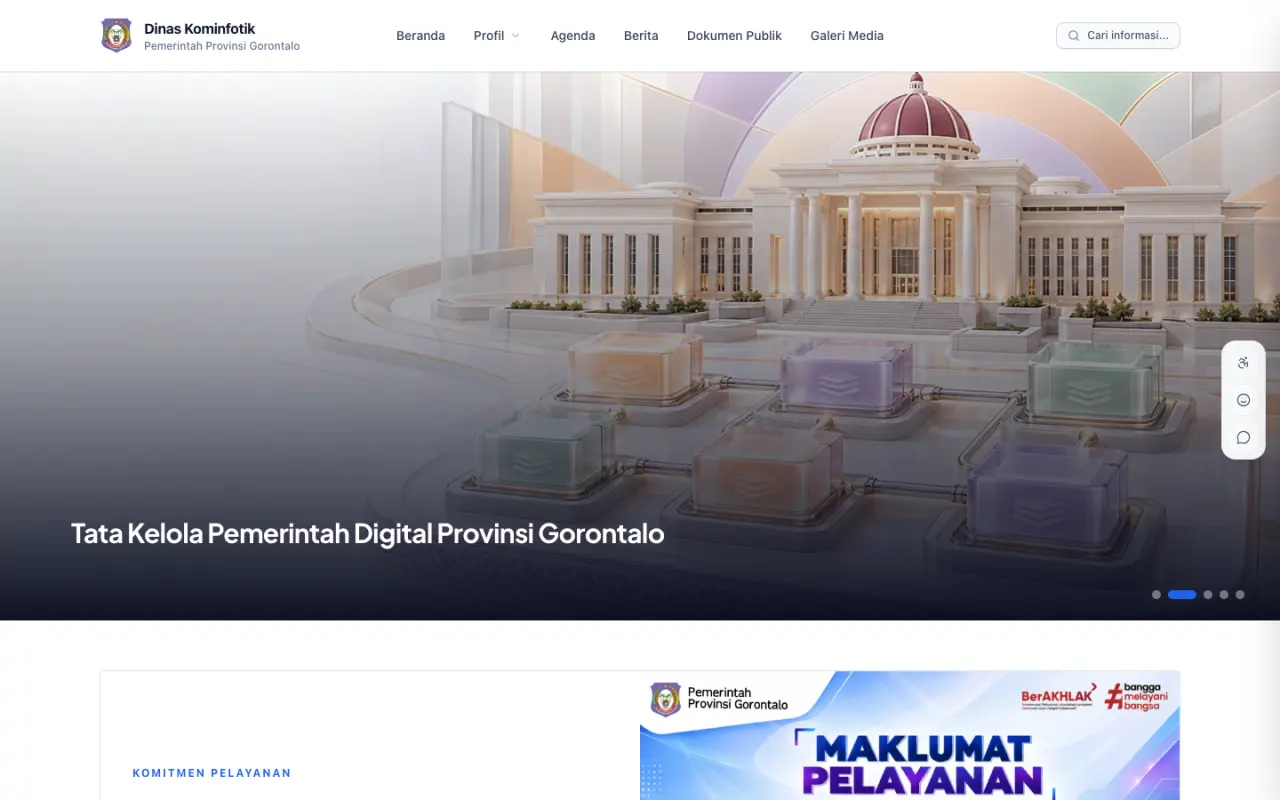 Dinas Kominfotik
Pemerintah Provinsi Gorontalo
Beranda
Profil
Agenda
Berita
Dokumen Publik
Galeri Media
Cari informasi...
Tata Kelola Pemerintah Digital Provinsi Gorontalo
KOMITMEN PELAYANAN
Pemerintah
Provinsi Gorontalo
BerAKHLAK
#bangga
melayani
bangsa
MAKLUMAT
PELAYANAN